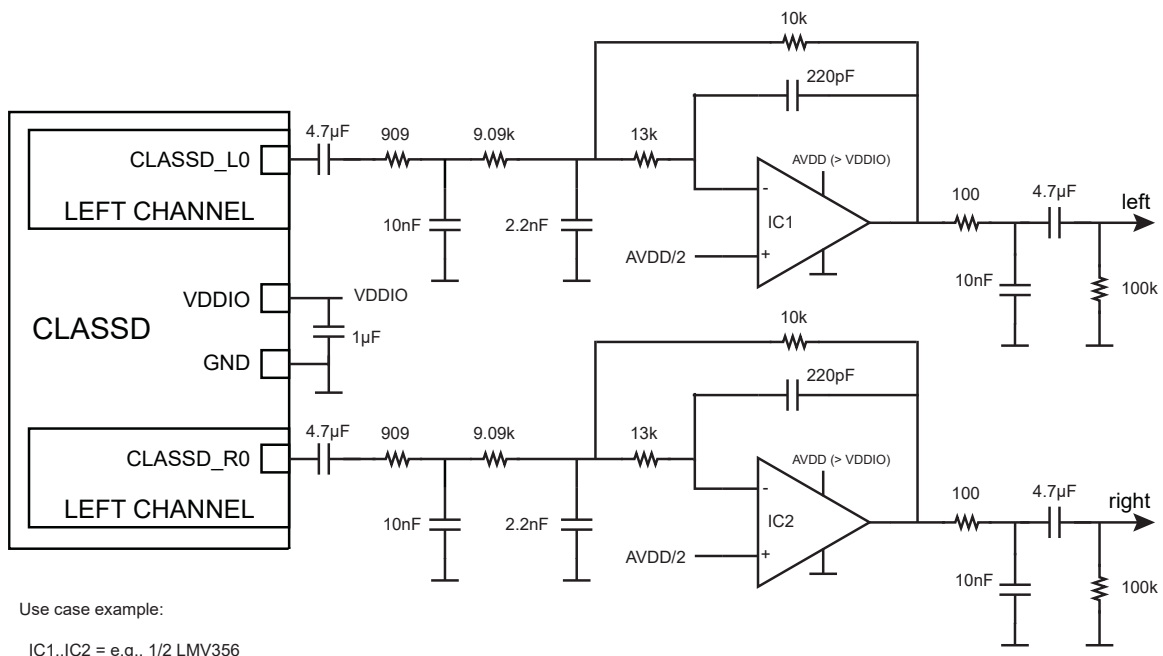 10k
220pF
4.7µF
909
9.09k
13k
CLASSD_L0
LEFT CHANNEL
AVDD (> VDDIO)
-
IC1
+
10nF
2.2nF
AVDD/2
100
4.7µF
left
10nF
100k
VDDIO
VDDIO
CLASSD
1µF
GND
10k
220pF
4.7µF
909
9.09k
13k
CLASSD_R0
LEFT CHANNEL
AVDD (> VDDIO)
-
IC2
+
10nF
2.2nF
AVDD/2
100
4.7µF
right
10nF
100k
Use case example:
IC1,,IC2 = e.g., 1/2 LMV356